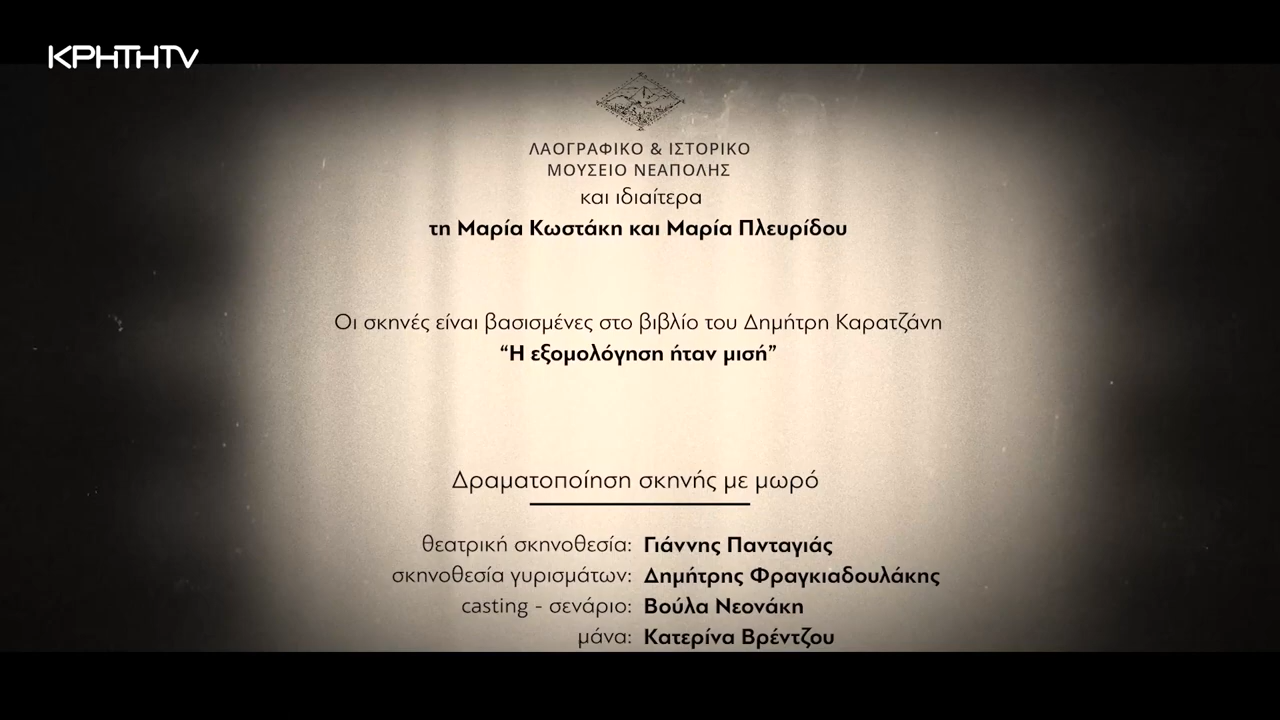 ΚΡΗΤΗTV
ΛΑΟΓΡΑΦΙΚΟ & ΙΣΤΟΡΙΚΟ
ΜΟΥΣΕΙΟ ΝΕΑΠΟΛΗΣ
και ιδιαίτερα
τη Μαρία Κωστάκη και Μαρία Πλευρίδου
Οι σκηνές είναι βασισμένες στο βιβλίο του Δημήτρη Καρατζάνη
“Η εξομολόγηση ήταν μισή”
Δραματοποίηση σκηνής με μωρό
θεατρική σκηνοθεσία: Γιάννης Πανταγιάς
σκηνοθεσία γυρισμάτων: Δημήτρης Φραγκιαδουλάκης
casting - σενάριο: Βούλα Νεονάκη
μάνα: Κατερίνα Βρέντζου